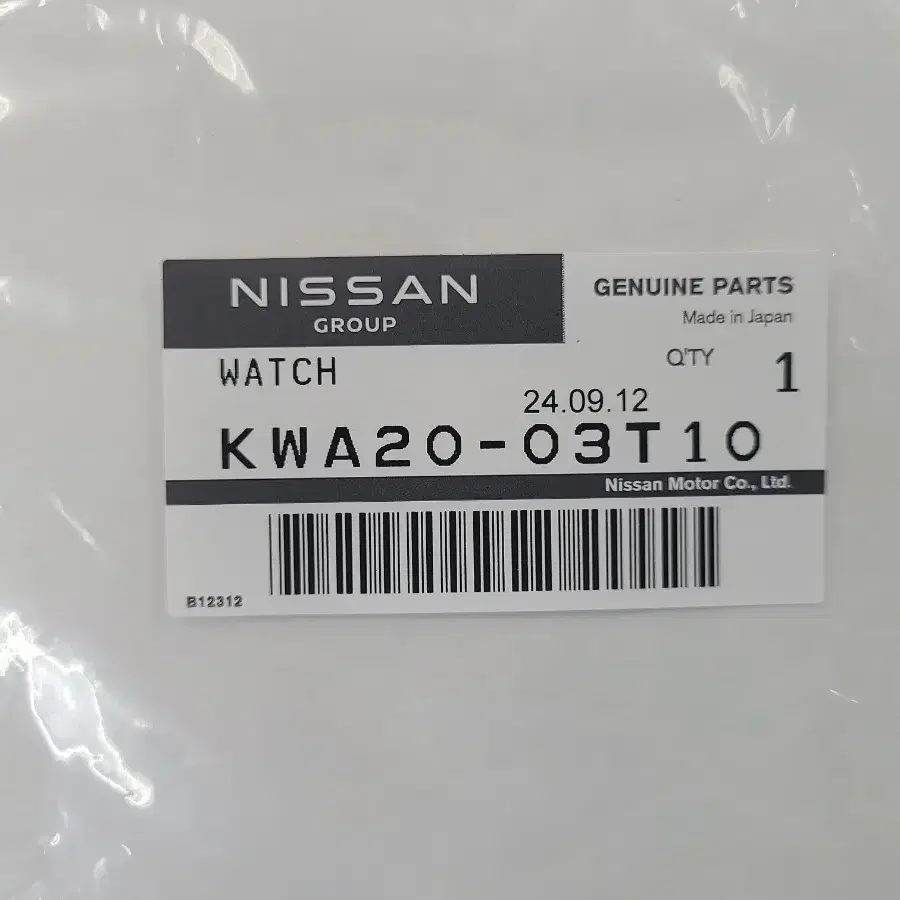 NISSAN
GROUP
GENUINE PARTS
Made in Japan
WATCH
Q'TY 1
24.09.12
KWA20-03T10
Nissan Motor Co., Ltd.
B12312